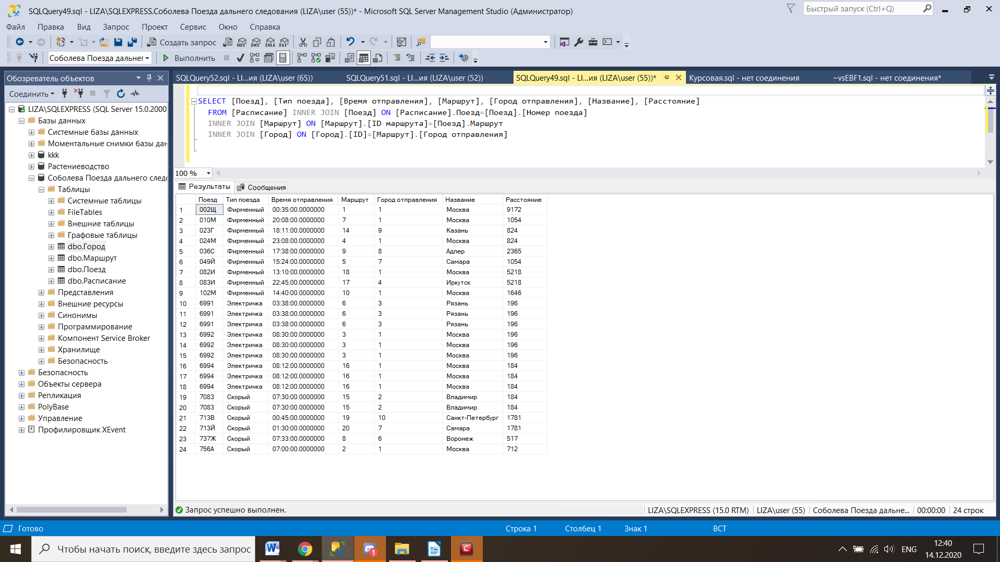 SQLQuery49.sql - LIZA\SQLEXPRESS.Соболева Поезда дальнего следования (LIZA\user (55))* - Microsoft SQL Server Management Studio (Администратор)
Быстрый запуск (Ctrl+Q)
Файл Правка Вид Запрос Проект Сервис Окно Справка
Создать запрос
Соболева Поезда дальнег Выполнить
Обозреватель объектов
Соединить
LIZA\SQLEXPRESS (SQL Server 15.0.2000
Базы данных
Системные базы данных
Моментальные снимки базы дан
kkk
Растениеводство
Соболева Поезда дальнего след
Таблицы
Системные таблицы
FileTables
Внешние таблицы
Графовые таблицы
dbo.Город
dbo.Маршрут
dbo.Поезд
dbo.Расписание
Представления
Внешние ресурсы
Синонимы
Программирование
Компонент Service Broker
Хранилище
Безопасность
Безопасность
Объекты сервера
Репликация
PolyBase
Управление
Профилировщик XEvent
SQLQuery52.sql - LI...ия (LIZA\user (65)) SQLQuery51.sql - LI...ия (LIZA\user (52)) SQLQuery49.sql - LI...ия (LIZA\user (55))* Курсовая.sql - нет соединения ~vsEBF1.sql - нет соединения*
SELECT [Поезд], [Тип поезда], [Время отправления], [Маршрут], [Город отправления], [Название], [Расстояние]
FROM [Расписание] INNER JOIN [Поезд] ON [Расписание].Поезд=[Поезд].[Номер поезда]
INNER JOIN [Маршрут] ON [Маршрут].[ID маршрута]=[Поезд].Маршрут
INNER JOIN [Город] ON [Город].[ID]=[Маршрут].[Город отправления]
100 %
Результаты Сообщения
Поезд Тип поезда Время отправления Маршрут Город отправления Название Расстояние
1 002Щ Фирменный 00:35:00.0000000 1 1 Москва 9172
2 010М Фирменный 20:08:00.0000000 7 1 Москва 1054
3 023Г Фирменный 18:11:00.0000000 14 9 Казань 824
4 024М Фирменный 23:08:00.0000000 4 1 Москва 824
5 036С Фирменный 17:38:00.0000000 9 8 Адлер 2365
6 049Й Фирменный 15:24:00.0000000 5 7 Самара 1054
7 082И Фирменный 13:10:00.0000000 18 1 Москва 5218
8 083И Фирменный 22:45:00.0000000 17 4 Иркутск 5218
9 102М Фирменный 14:40:00.0000000 10 1 Москва 1646
10 6991 Электричка 03:38:00.0000000 6 3 Рязань 196
11 6991 Электричка 03:38:00.0000000 6 3 Рязань 196
12 6991 Электричка 03:38:00.0000000 6 3 Рязань 196
13 6992 Электричка 08:30:00.0000000 3 1 Москва 196
14 6992 Электричка 08:30:00.0000000 3 1 Москва 196
15 6992 Электричка 08:30:00.0000000 3 1 Москва 196
16 6994 Электричка 08:12:00.0000000 16 1 Москва 184
17 6994 Электричка 08:12:00.0000000 16 1 Москва 184
18 6994 Электричка 08:12:00.0000000 16 1 Москва 184
19 7083 Скорый 07:30:00.0000000 15 2 Владимир 184
20 7083 Скорый 07:30:00.0000000 15 2 Владимир 184
21 713В Скорый 00:45:00.0000000 19 10 Санкт-Петербург 1781
22 713Й Скорый 01:30:00.0000000 20 7 Самара 1781
23 737Ж Скорый 07:33:00.0000000 8 6 Воронеж 517
24 756А Скорый 07:00:00.0000000 2 1 Москва 712
Запрос успешно выполнен. LIZA\SQLEXPRESS (15.0 RTM) LIZA\user (55) Соболева Поезда дальне... 00:00:00 24 строк
Готово Строка 1 Столбец 1 Знак 1 ВСТ
Чтобы начать поиск, введите здесь запрос
1
ENG
12:40
14.12.2020